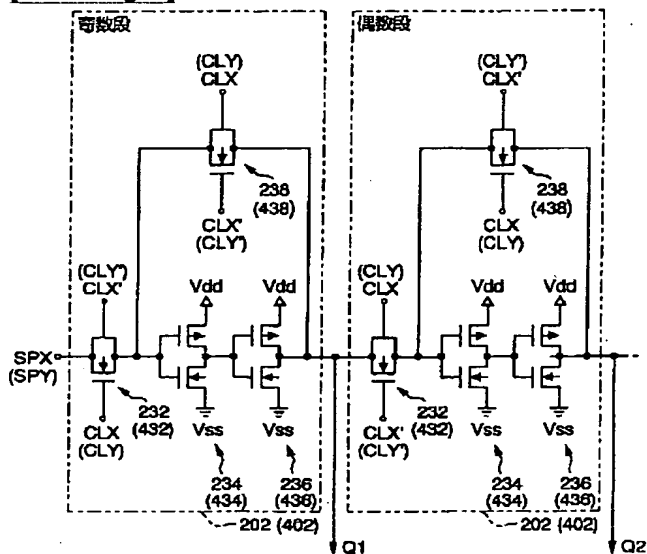 奇数段
偶数段
(CLY)
CLX
(CLY')
CLX'
238
(438)
238
(438)
CLX'
(CLY')
CLX
(CLY)
(CLY')
CLX'
Vdd
Vdd
(CLY)
CLX
Vdd
Vdd
SPX
(SPY)
CLX
(CLY)
232
(432)
Vss
Vss
CLX'
(CLY')
232
(432)
Vss
Vss
234
(434)
236
(436)
234
(434)
236
(436)
202 (402)
202 (402)
Q1
Q2